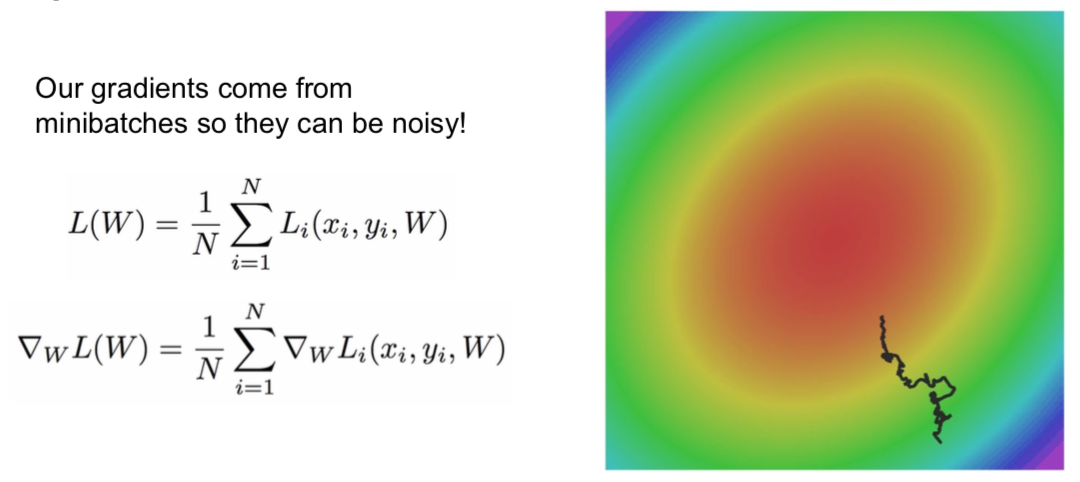 Our gradients come from
minibatches so they can be noisy!
L(W) = \frac{1}{N} \sum_{i=1}^{N} L_i(x_i, y_i, W)
\nabla_W L(W) = \frac{1}{N} \sum_{i=1}^{N} \nabla_W L_i(x_i, y_i, W)